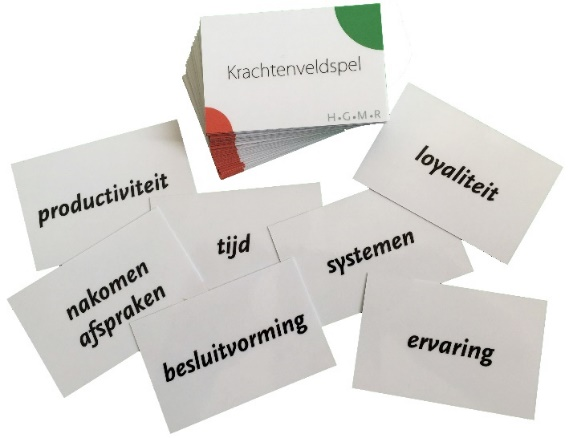 Krachtenveldspel
H•G•M•R
loyaliteit
productiviteit
tijd
systemen
nakomen
afspraken
besluitvorming
ervaring